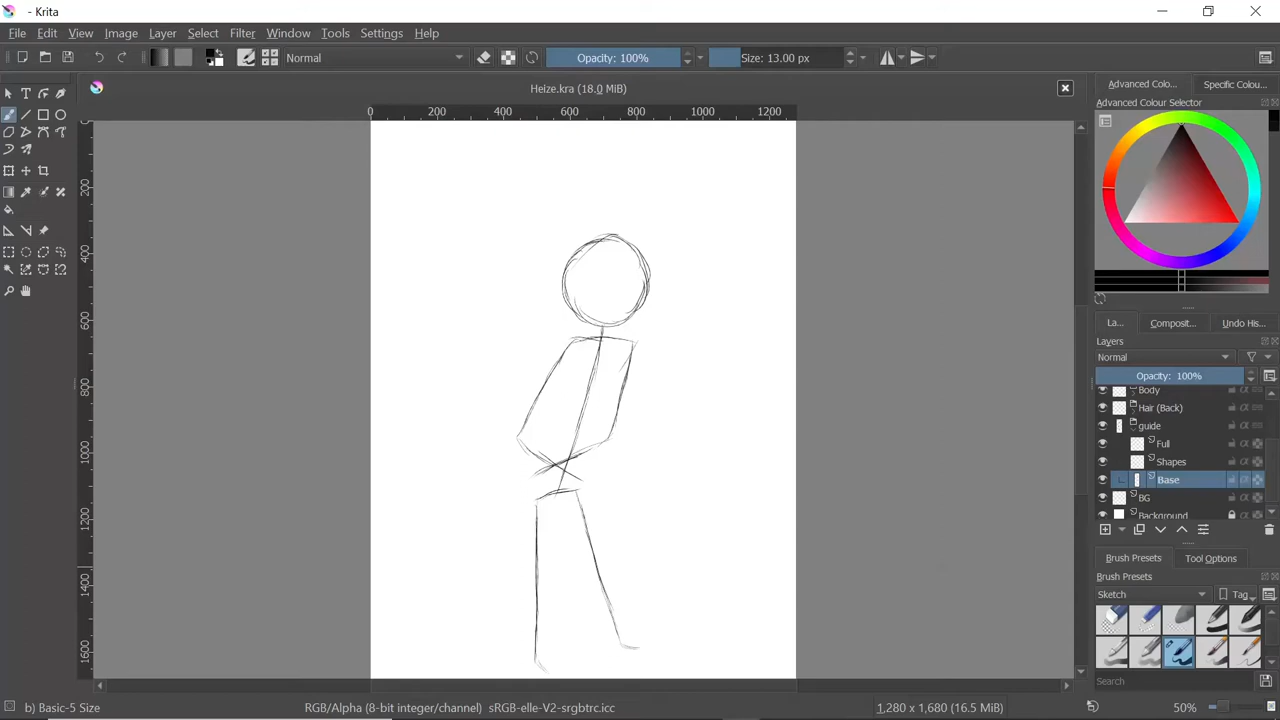 - Krita
File Edit View Image Layer Select Filter Tools Settings Window Help
Normal Opacity: 100% Size: 13.00 px
Heize.kra (18.0 MiB)
0 200 400 600 800 1000 1200
200
400
600
800
1000
1200
1400
1600
Advanced Colo... Specific Colou...
Advanced Colour Selector
La... Composit... Undo His...
Layers
Normal
Opacity: 100%
Body
Hair (Back)
guide
Full
Shapes
Base
BG
Background
Brush Presets Tool Options
Brush Presets
Sketch Tag
Search
b) Basic-5 Size RGB/Alpha (8-bit integer/channel) sRGB-elle-V2-srgbtrc.icc 1,280 x 1,680 (16.5 MiB) 50%